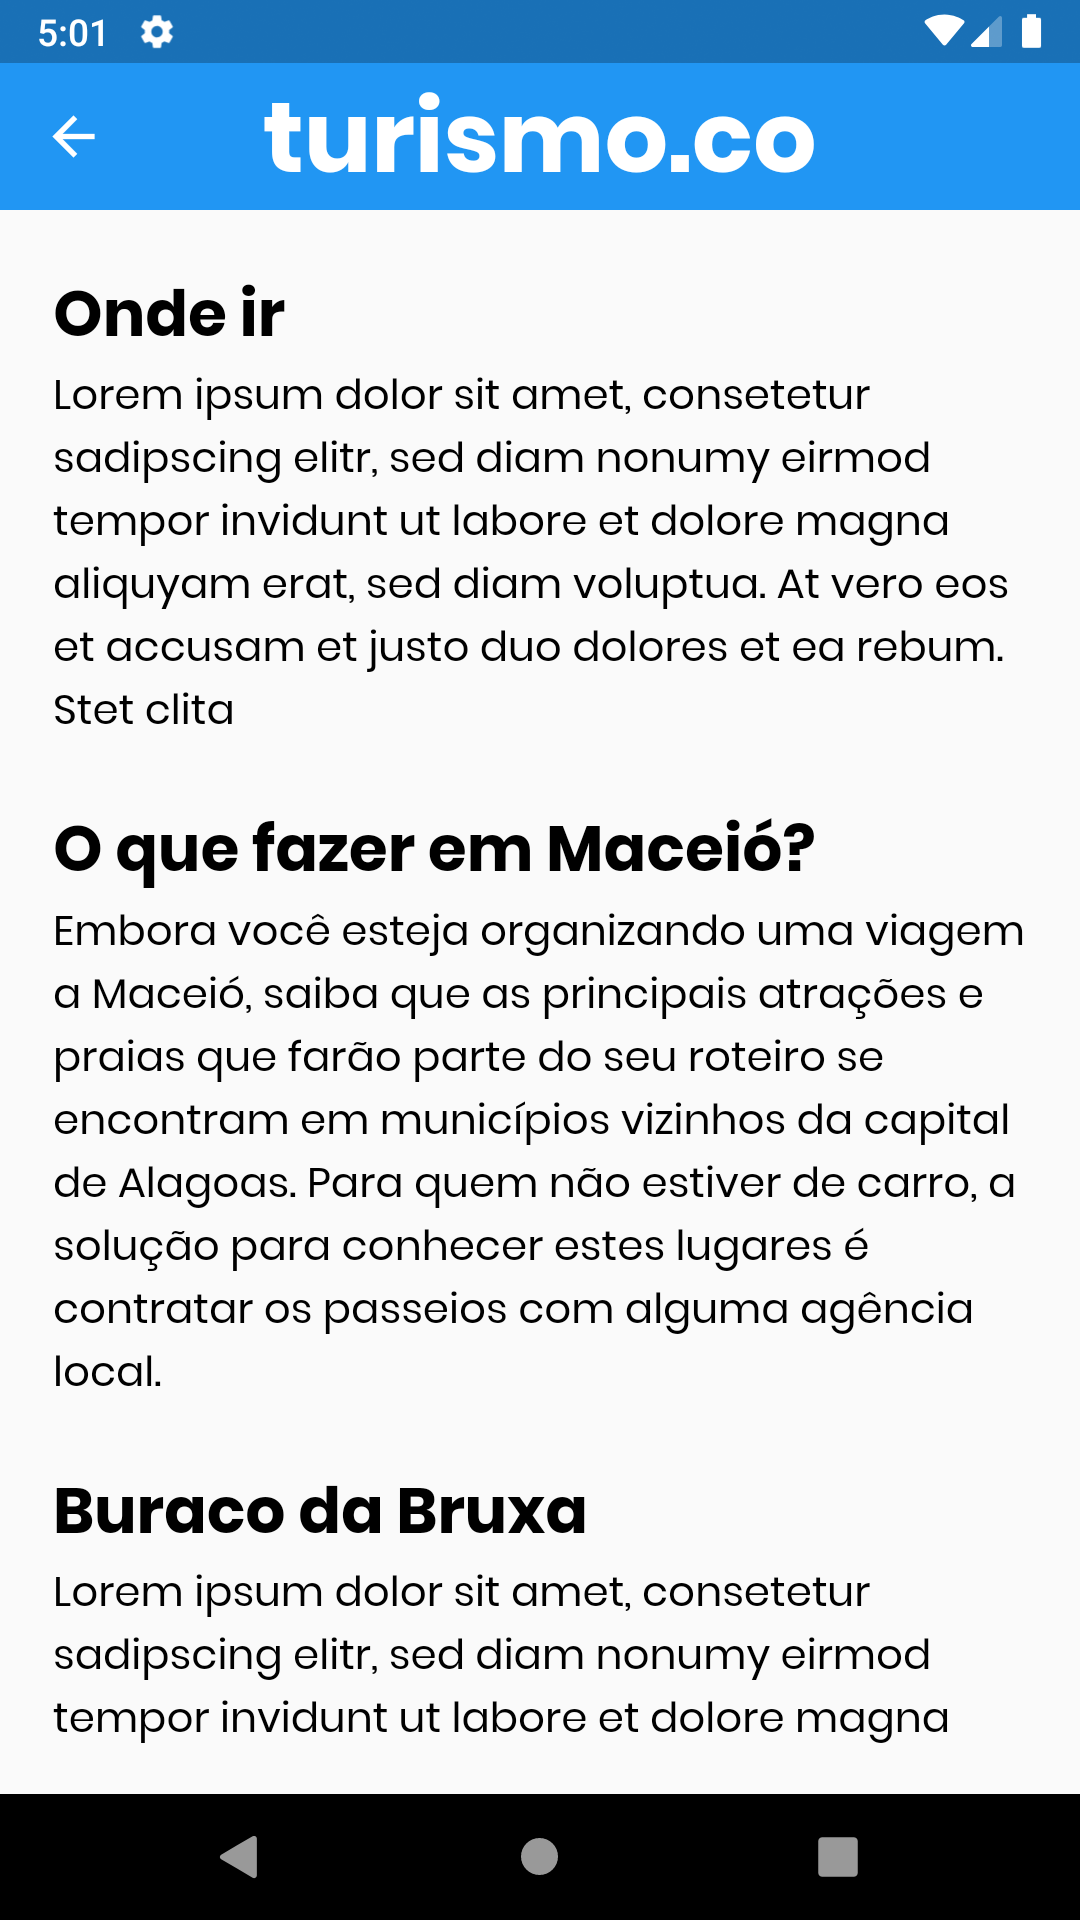 5:01
turismo.co
Onde ir
Lorem ipsum dolor sit amet, consetetur
sadipscing elitr, sed diam nonumy eirmod
tempor invidunt ut labore et dolore magna
aliquyam erat, sed diam voluptua. At vero eos
et accusam et justo duo dolores et ea rebum.
Stet clita
O que fazer em Maceió?
Embora você esteja organizando uma viagem
a Maceió, saiba que as principais atrações e
praias que farão parte do seu roteiro se
encontram em municípios vizinhos da capital
de Alagoas. Para quem não estiver de carro, a
solução para conhecer estes lugares é
contratar os passeios com alguma agência
local.
Buraco da Bruxa
Lorem ipsum dolor sit amet, consetetur
sadipscing elitr, sed diam nonumy eirmod
tempor invidunt ut labore et dolore magna